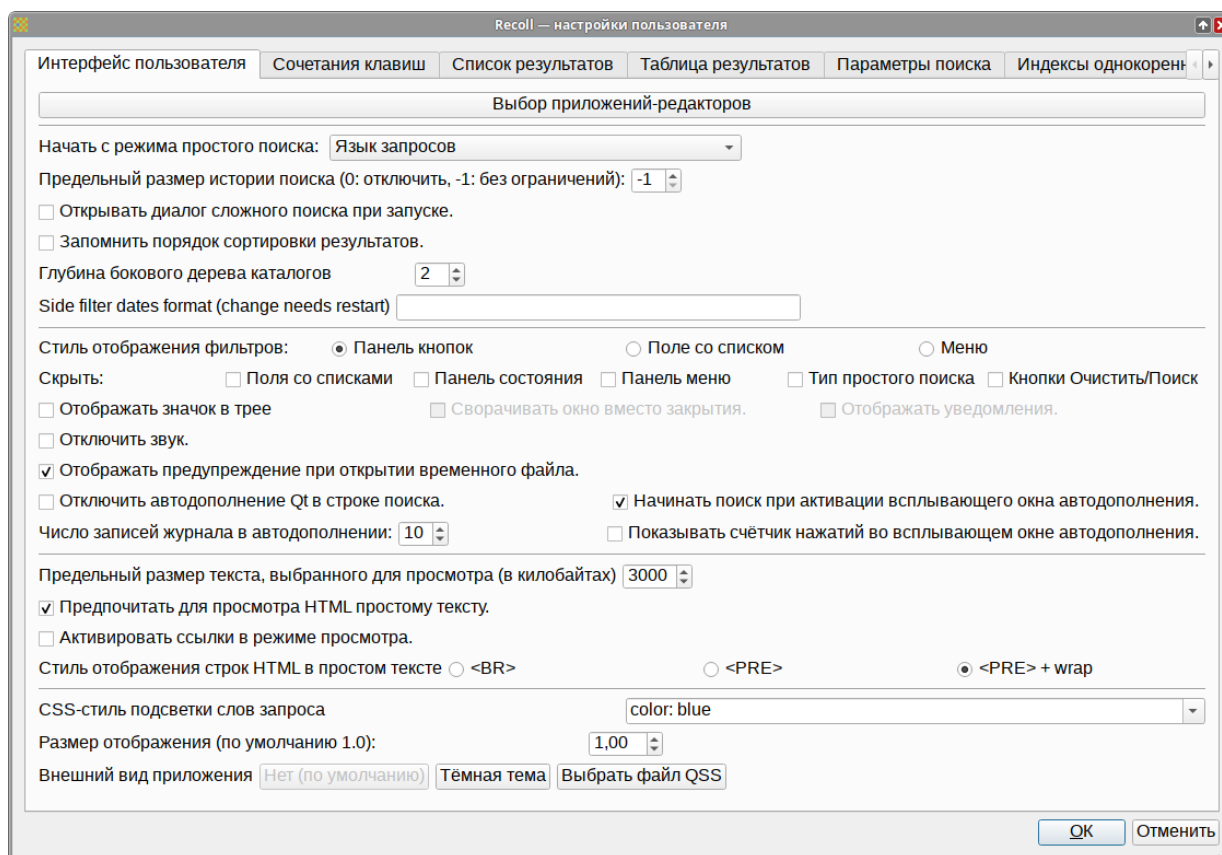 Recoll — настройки пользователя
Интерфейс пользователя Сочетания клавиш Список результатов Таблица результатов Параметры поиска Индексы однокоренн
Выбор приложений-редакторов
Начать с режима простого поиска: Язык запросов
Предельный размер истории поиска (0: отключить, -1: без ограничений): -1
Открывать диалог сложного поиска при запуске.
Запомнить порядок сортировки результатов.
Глубина бокового дерева каталогов 2
Side filter dates format (change needs restart)
Стиль отображения фильтров: Панель кнопок Поле со списком Меню
Скрыть: Поля со списками Панель состояния Панель меню Тип простого поиска Кнопки Очистить/Поиск
Отображать значок в трее Сворачивать окно вместо закрытия. Отображать уведомления.
Отключить звук.
Отображать предупреждение при открытии временного файла.
Отключить автодополнение Qt в строке поиска. Начинать поиск при активации всплывающего окна автодополнения.
Число записей журнала в автодополнении: 10 Показывать счётчик нажатий во всплывающем окне автодополнения.
Предельный размер текста, выбранного для просмотра (в килобайтах) 3000
Предпочитать для просмотра HTML простому тексту.
Активировать ссылки в режиме просмотра.
Стиль отображения строк HTML в простом тексте <BR> <PRE> <PRE> + wrap
CSS-стиль подсветки слов запроса color: blue
Размер отображения (по умолчанию 1.0): 1,00
Внешний вид приложения Нет (по умолчанию) Тёмная тема Выбрать файл QSS
OK Отменить